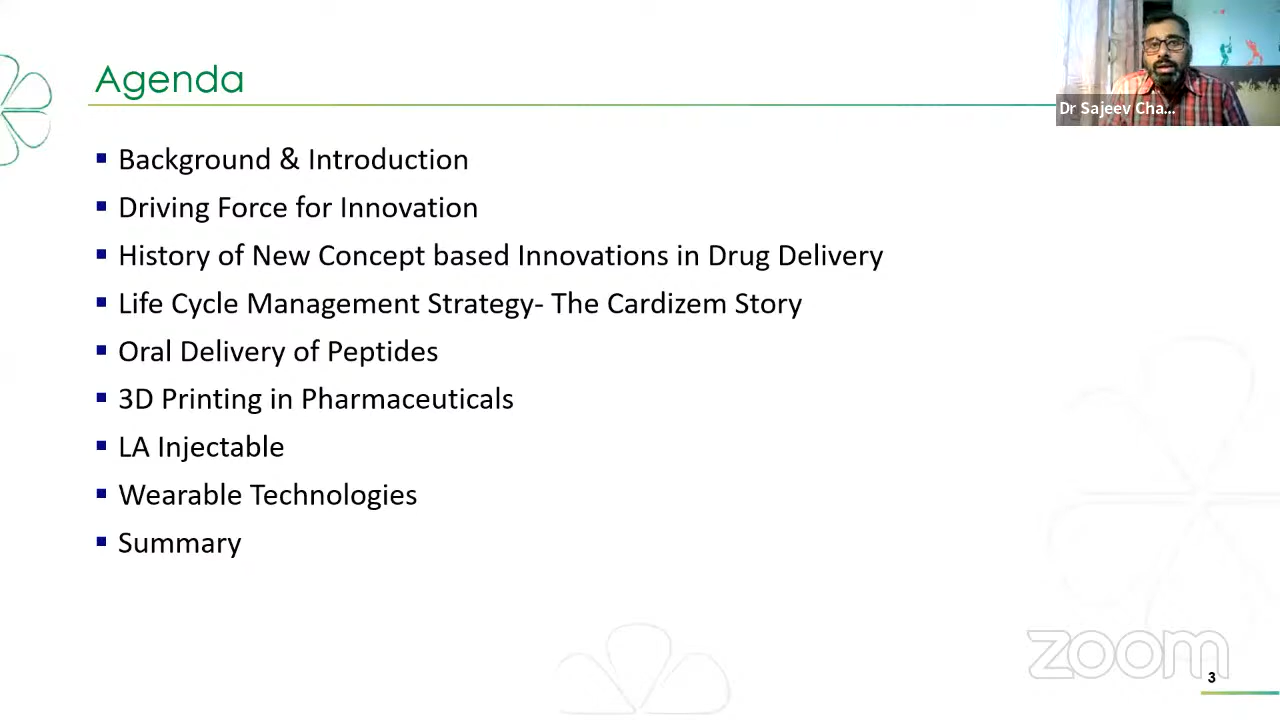 Agenda
Dr Sajeev Cha...
Background & Introduction
Driving Force for Innovation
History of New Concept based Innovations in Drug Delivery
Life Cycle Management Strategy- The Cardizem Story
Oral Delivery of Peptides
3D Printing in Pharmaceuticals
LA Injectable
Wearable Technologies
Summary
zoom
3